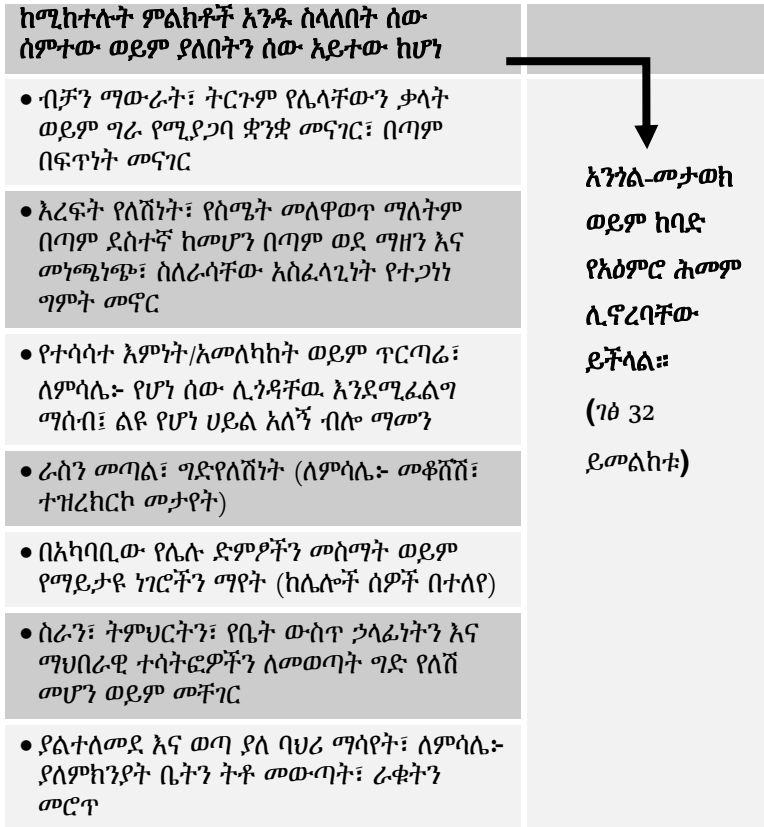 ከሚከተሉት ምልክቶች አንዱ ስላለበት ሰው
ሰምተው ወይም ያለበትን ሰው አይተው ከሆነ
• ብቻን ማውራት፣ ትርጉም የሌላቸውን ቃላት
ወይም ግራ የሚያጋባ ቋንቋ መናገር፣ በጣም
በፍጥነት መናገር
• እረፍት የለሽነት፣ የስሜት መለዋወጥ ማለትም
በጣም ደስተኛ ከመሆን በጣም ወደ ማዘን እና
መነጫነጭ፣ ስለራሳቸው አስፈላጊነት የተጋነነ
ግምት መኖር
• የተሳሳተ እምነት/አመለካከት ወይም ጥርጣሬ፣
ለምሳሌ፡- የሆነ ሰው ሊጎዳቸዉ እንደሚፈልግ
ማሰብ፤ ልዩ የሆነ ሀይል አለኝ ብሎ ማመን
• ራስን መጣል፣ ግድየለሽነት (ለምሳሌ፡- መቆሸሽ፣
ተዝረክርኮ መታየት)
• በአካባቢው የሌሉ ድምፆችን መስማት ወይም
የማይታዩ ነገሮችን ማየት (ከሌሎች ሰዎች በተለየ)
• ስራን፣ ትምህርትን፣ የቤት ውስጥ ኃላፊነትን እና
ማህበራዊ ተሳትፎዎችን ለመወጣት ግድ የለሽ
መሆን ወይም መቸገር
• ያልተለመደ እና ወጣ ያለ ባህሪ ማሳየት፣ ለምሳሌ፡-
ያለምክንያት ቤትን ትቶ መውጣት፣ ራቁትን
መሮጥ
አንጎል-መታወክ
ወይም ከባድ
የአዕምሮ ሕመም
ሊኖረባቸው
ይችላል።
(ገፅ 32
ይመልከቱ)